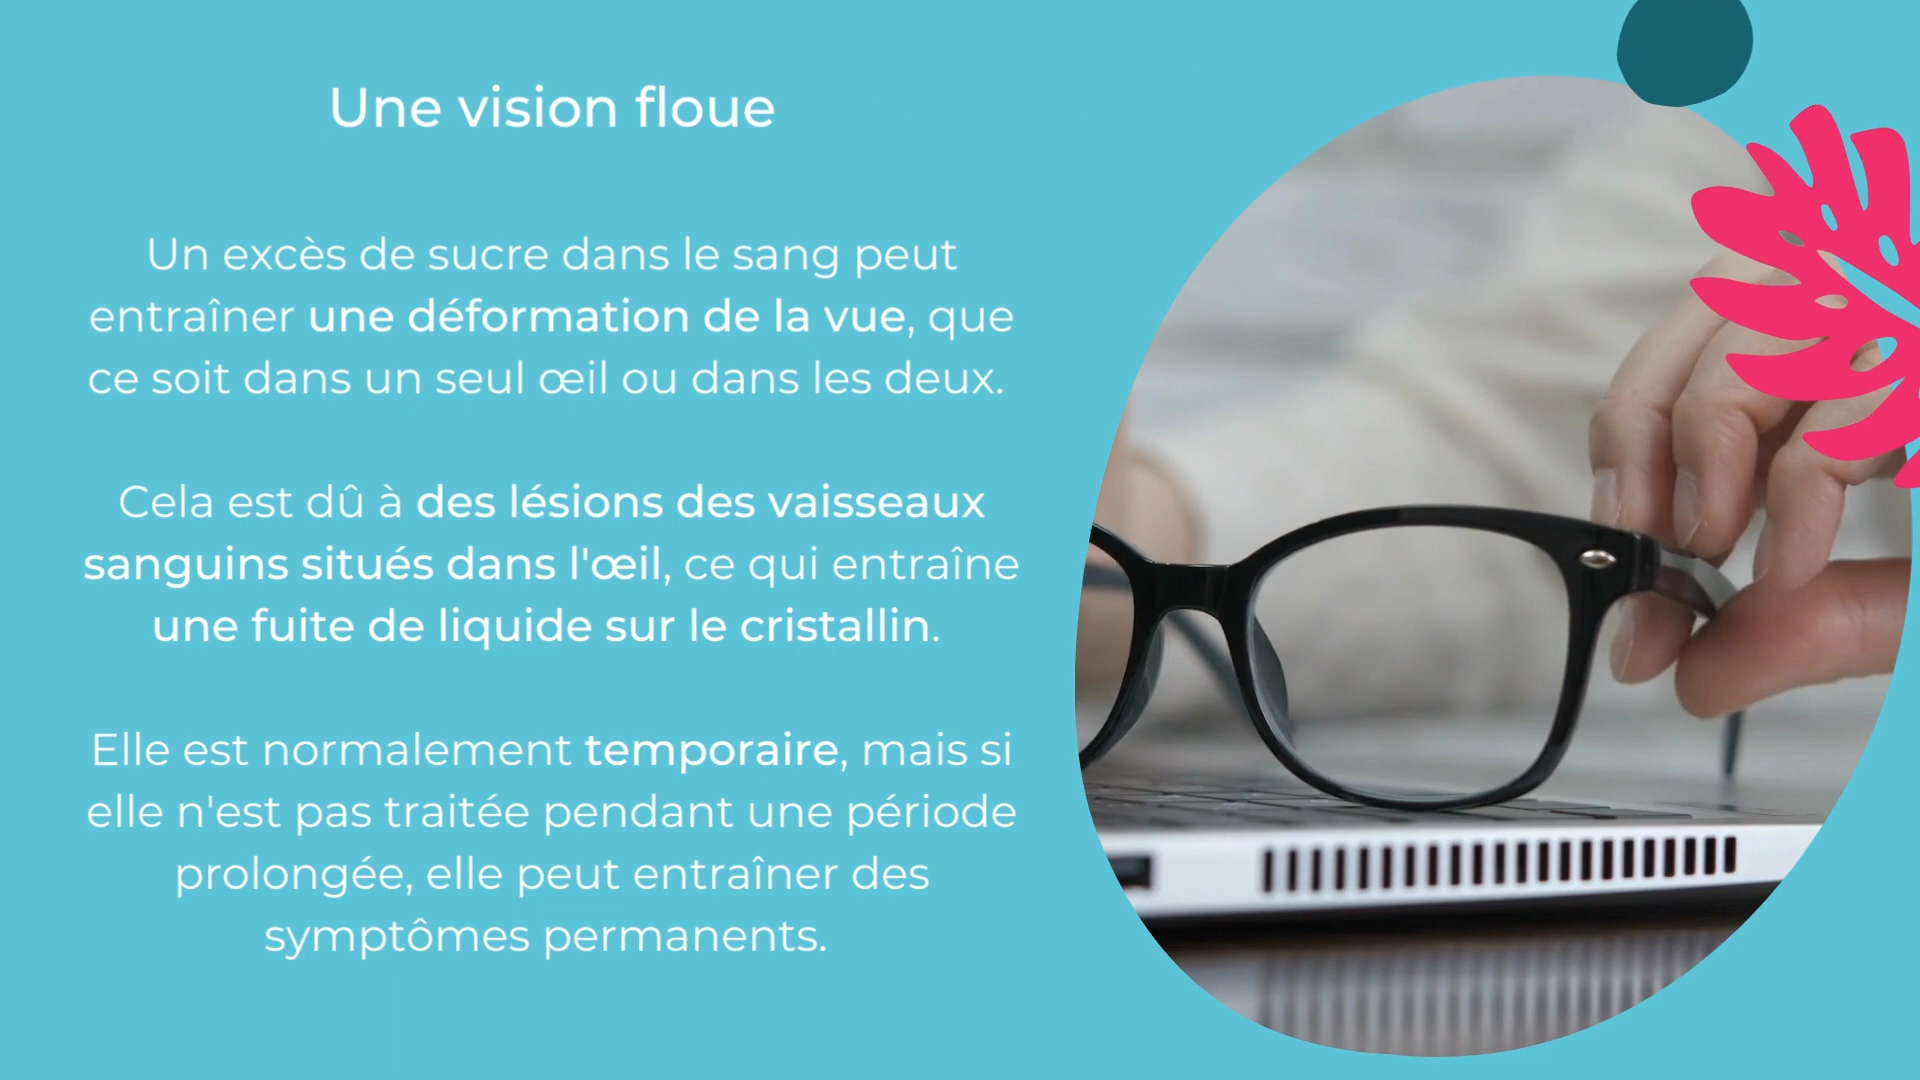 Une vision floue
Un excès de sucre dans le sang peut
entraîner une déformation de la vue, que
ce soit dans un seul œil ou dans les deux.
Cela est dû à des lésions des vaisseaux
sanguins situés dans l'œil, ce qui entraîne
une fuite de liquide sur le cristallin.
Elle est normalement temporaire, mais si
elle n'est pas traitée pendant une période
prolongée, elle peut entraîner des
symptômes permanents.